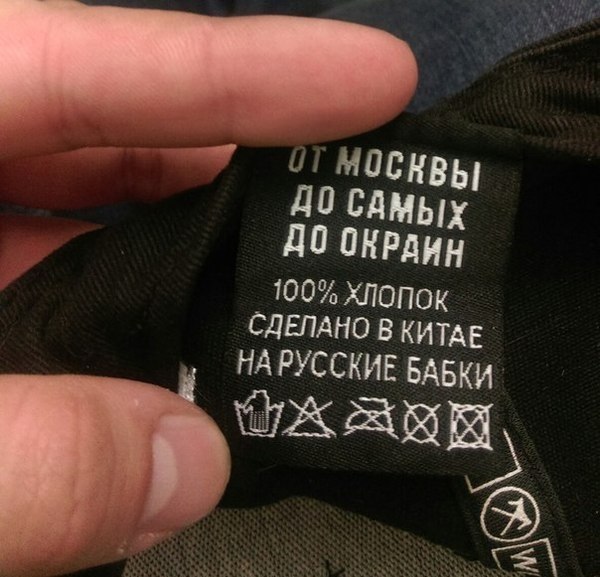 ОТ МОСКВЫ
ДО САМЫХ
ДО ОКРАИН
100% ХЛОПОК
СДЕЛАНО В КИТАЕ
НА РУССКИЕ БАБКИ